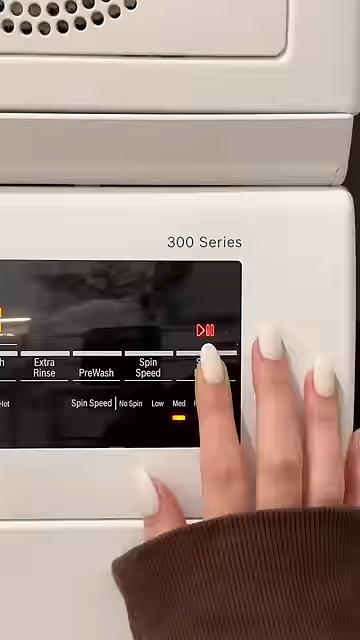 300 Series
Extra
Rinse
PreWash
Spin
Speed
Hot
Spin Speed
No Spin
Low
Med